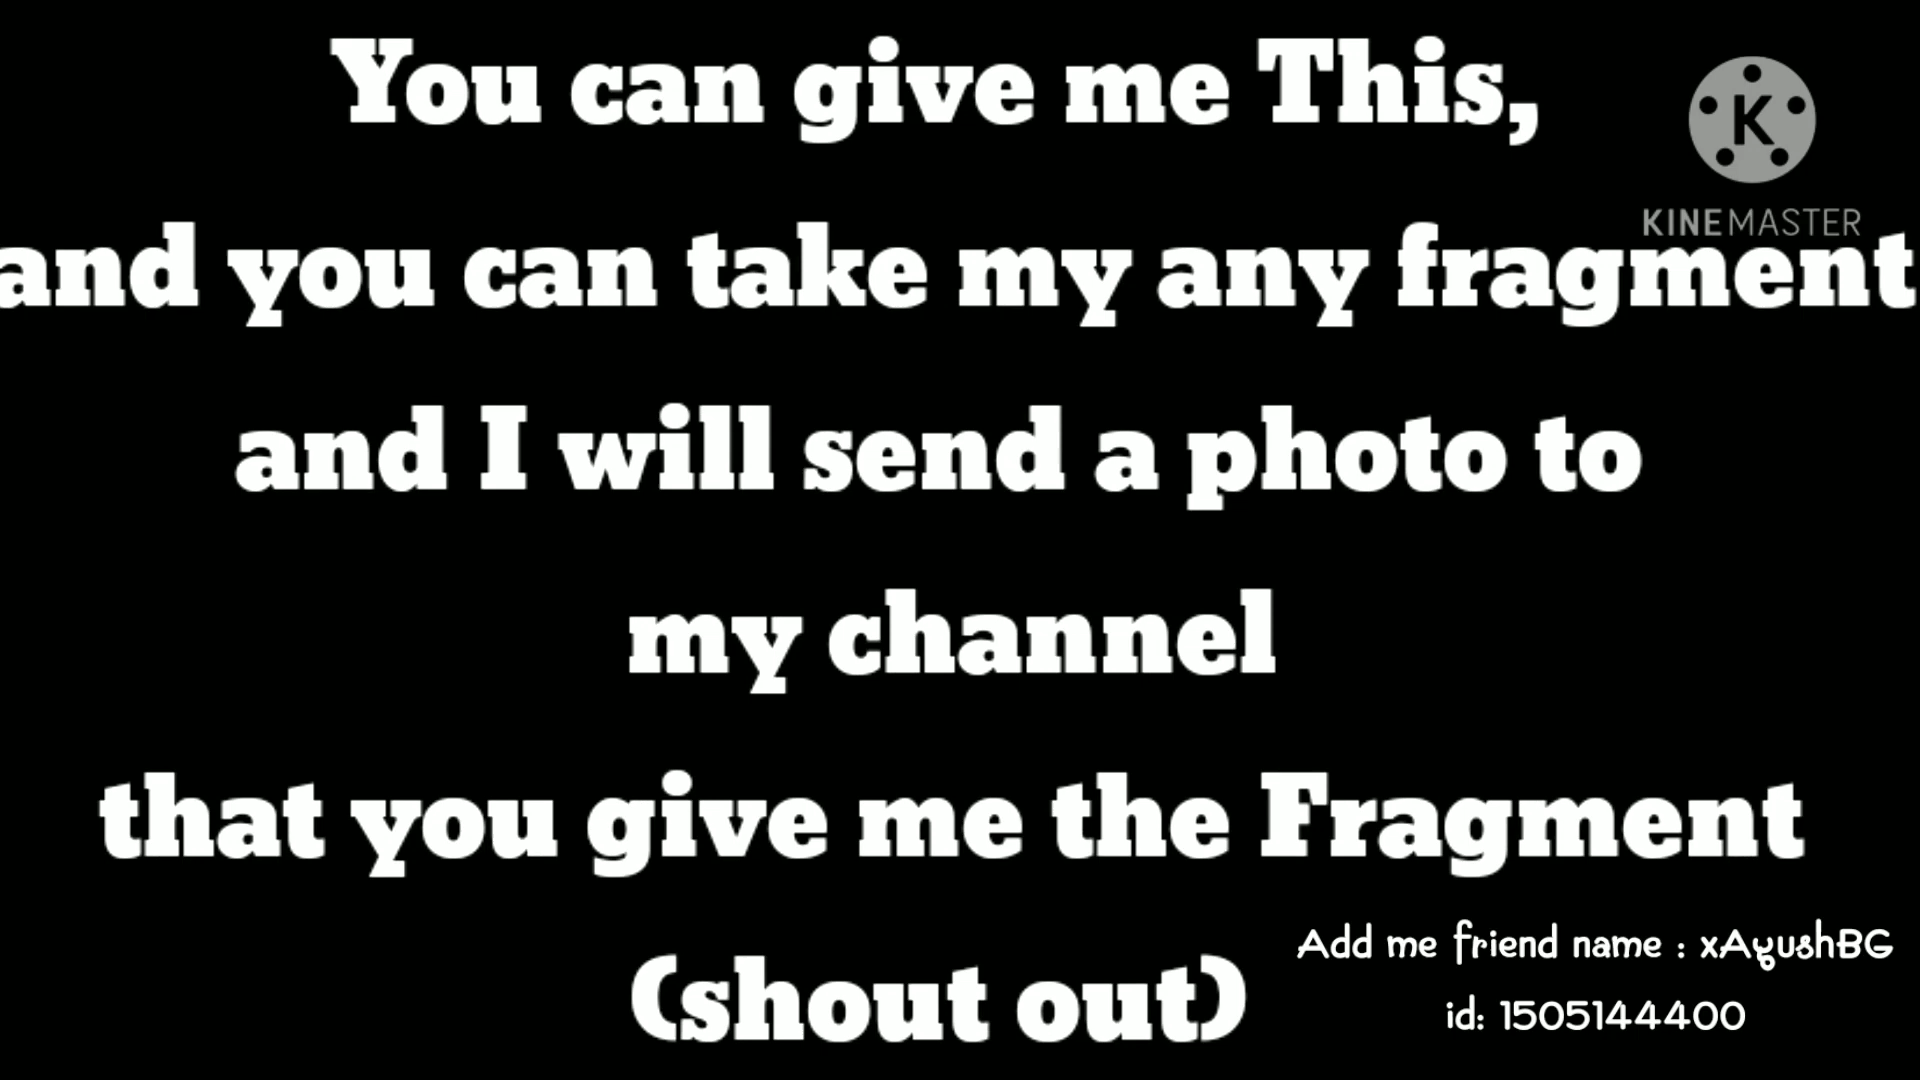 You can give me This,
KINEMASTER
and you can take my any fragment
and I will send a photo to
my channel
that you give me the Fragment
(shout out)
Add me friend name : xAyushBG
id: 1505144400